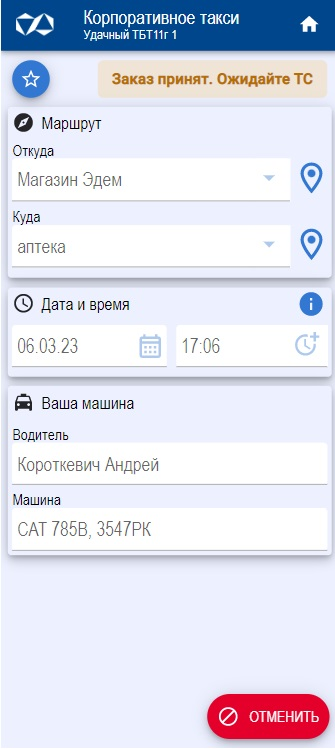 Корпоративное такси
Удачный ТБТ11г 1
Заказ принят. Ожидайте ТС
Маршрут
Откуда
Магазин Эдем
Куда
аптека
Дата и время
06.03.23
17:06
Ваша машина
Водитель
Короткевич Андрей
Машина
CAT 785B, 3547РК
ОТМЕНИТЬ